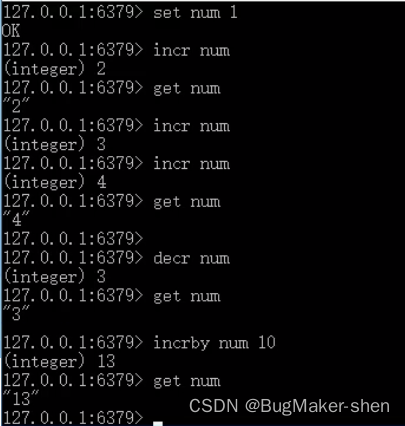 127.0.0.1:6379> set num 1
OK
127.0.0.1:6379> incr num
(integer) 2
127.0.0.1:6379> get num
"2"
127.0.0.1:6379> incr num
(integer) 3
127.0.0.1:6379> incr num
(integer) 4
127.0.0.1:6379> get num
"4"
127.0.0.1:6379>
127.0.0.1:6379> decr num
(integer) 3
127.0.0.1:6379> get num
"3"
127.0.0.1:6379> incrby num 10
(integer) 13
127.0.0.1:6379> get num
"13"
127.0.0.1:6379>
CSDN @BugMaker-shen